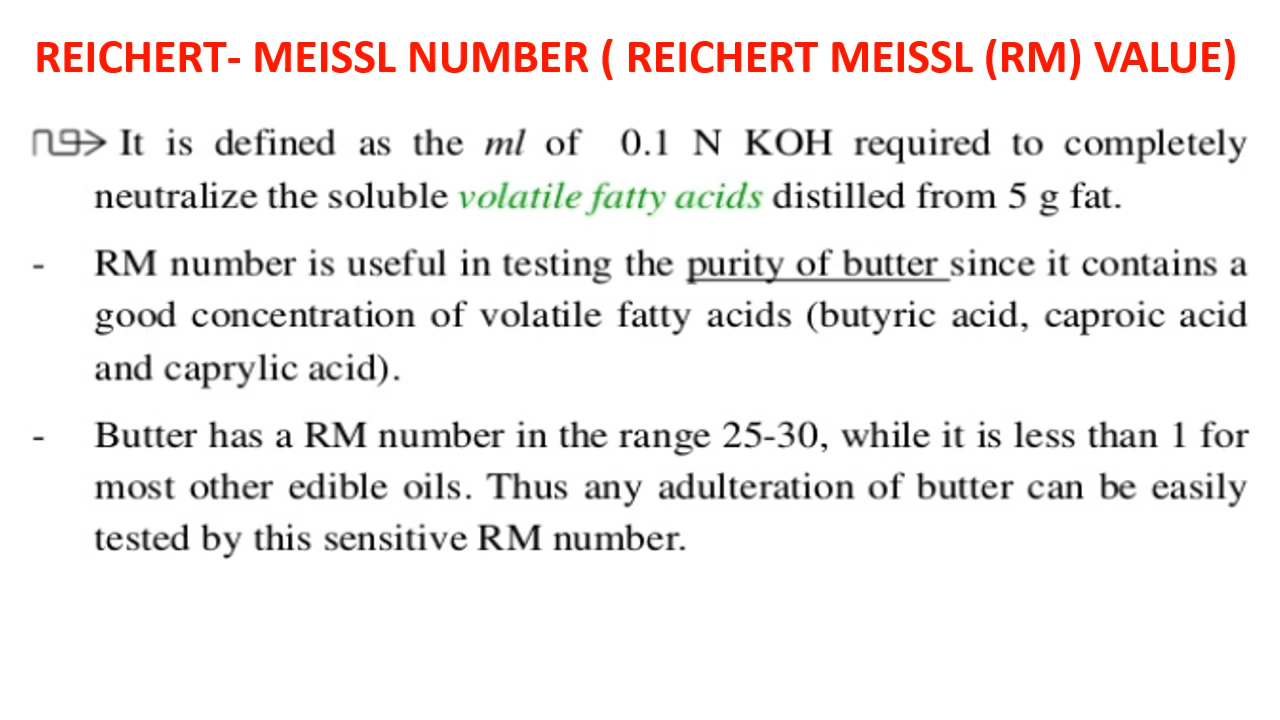 REICHERT- MEISSL NUMBER ( REICHERT MEISSL (RM) VALUE)
It is defined as the ml of 0.1 N KOH required to completely
neutralize the soluble volatile fatty acids distilled from 5 g fat.
- RM number is useful in testing the purity of butter since it contains a
good concentration of volatile fatty acids (butyric acid, caproic acid
and caprylic acid).
- Butter has a RM number in the range 25-30, while it is less than 1 for
most other edible oils. Thus any adulteration of butter can be easily
tested by this sensitive RM number.